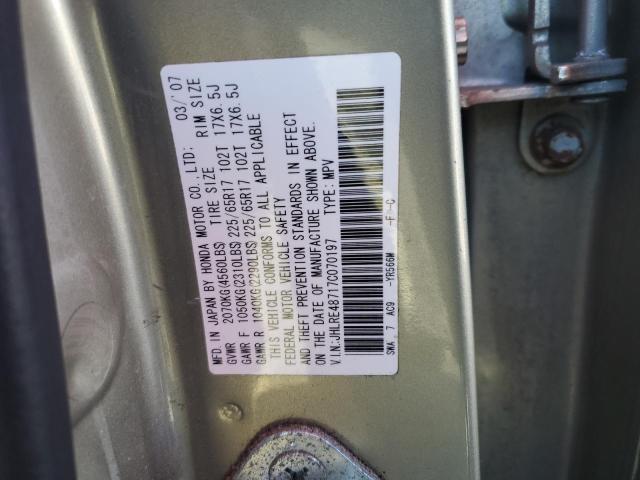 MFD. IN JAPAN BY HONDA MOTOR CO. LTD: 03/'07
TIRE SIZE RIM SIZE
GVWR 2070KG(4560LBS)
GAWR F 1050KG(2310LBS) 225/65R17 102T 17X6.5J
GAWR R 1040KG(2290LBS) 225/65R17 102T 17X6.5J
THIS VEHICLE CONFORMS TO ALL APPLICABLE
FEDERAL MOTOR VEHICLE SAFETY
AND THEFT PREVENTION STANDARDS IN EFFECT
ON THE DATE OF MANUFACTURE SHOWN ABOVE.
V.I.N:JHLRE48717C070197 TYPE: MPV
SWA 7 AC9 -YR566M -F -C